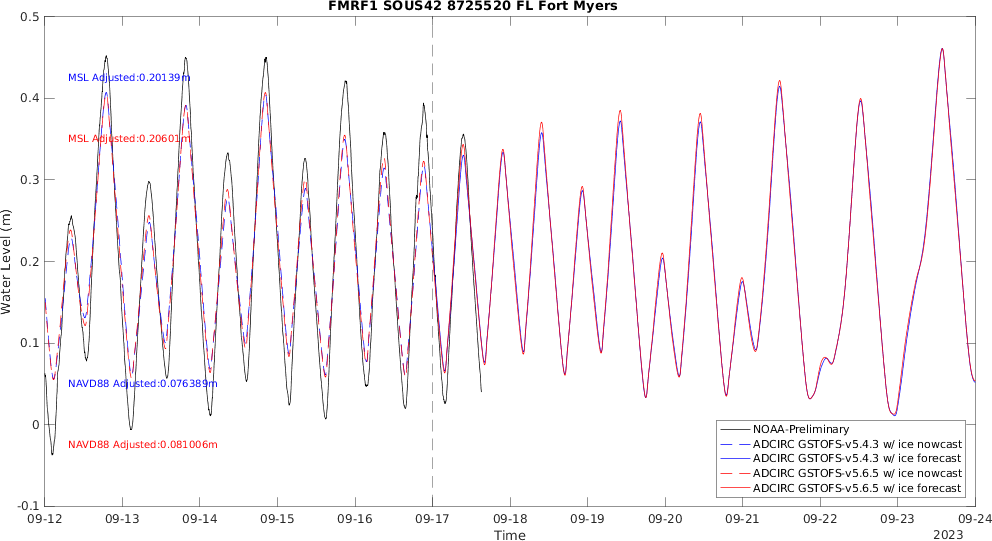 FMRF1 SOUS42 8725520 FL Fort Myers
0.5
0.4
0.3
0.2
0.1
0
-0.1
Water Level (m)
MSL Adjusted:0.20139m
MSL Adjusted:0.20601m
NAVD88 Adjusted:0.076389m
NAVD88 Adjusted:0.081006m
NOAA-Preliminary
ADCIRC GSTOFS-v5.4.3 w/ ice nowcast
ADCIRC GSTOFS-v5.4.3 w/ ice forecast
ADCIRC GSTOFS-v5.6.5 w/ ice nowcast
ADCIRC GSTOFS-v5.6.5 w/ ice forecast
09-12 09-13 09-14 09-15 09-16 09-17 09-18 09-19 09-20 09-21 09-22 09-23 09-24
Time
2023